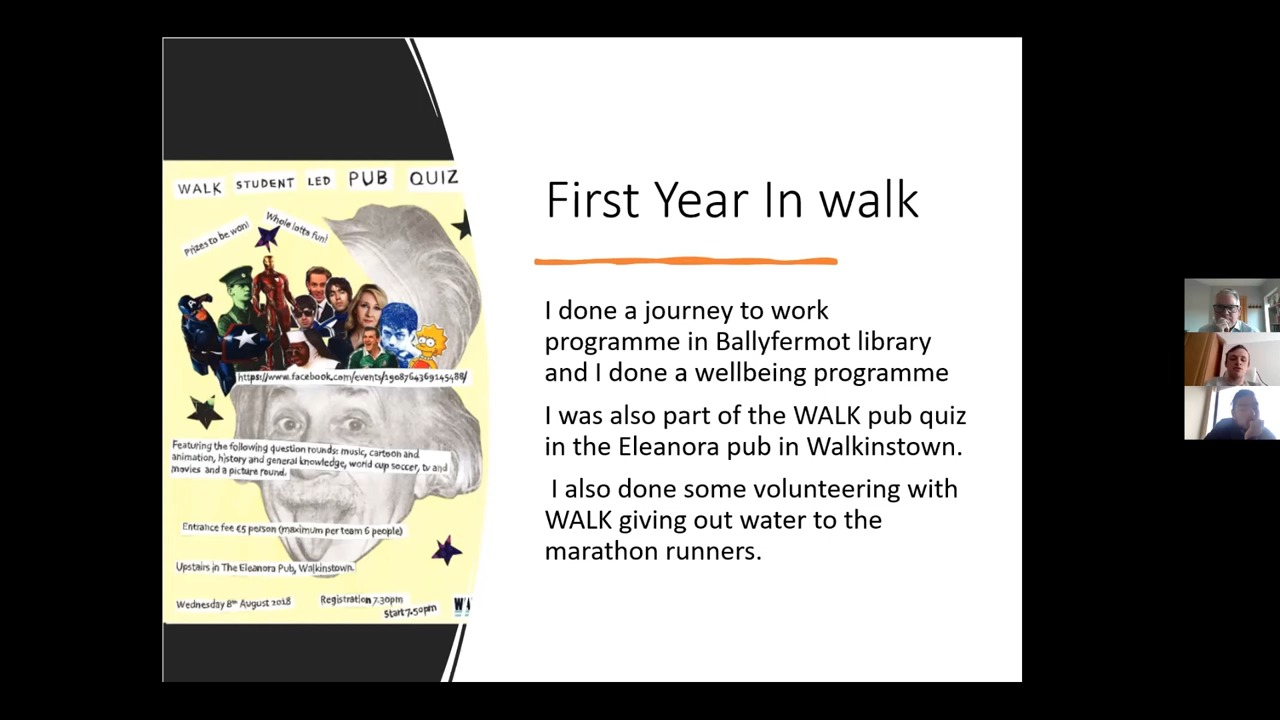 WALK STUDENT LED PUB QUIZ
Prizes to be won!
Whole lotta fun!
https://www.facebook.com/events/1908764369145488/
Featuring the following question rounds: music, cartoon and
animation, history and general knowledge, world cup soccer, tv and
movies and a picture round.
Entrance fee €5 person (maximum per team 6 people)
Upstairs in The Eleanora Pub, Walkinstown.
Wednesday 8th August 2018
Registration 7.30pm
Start 7.50pm
First Year In walk
I done a journey to work
programme in Ballyfermot library
and I done a wellbeing programme
I was also part of the WALK pub quiz
in the Eleanora pub in Walkinstown.
I also done some volunteering with
WALK giving out water to the
marathon runners.